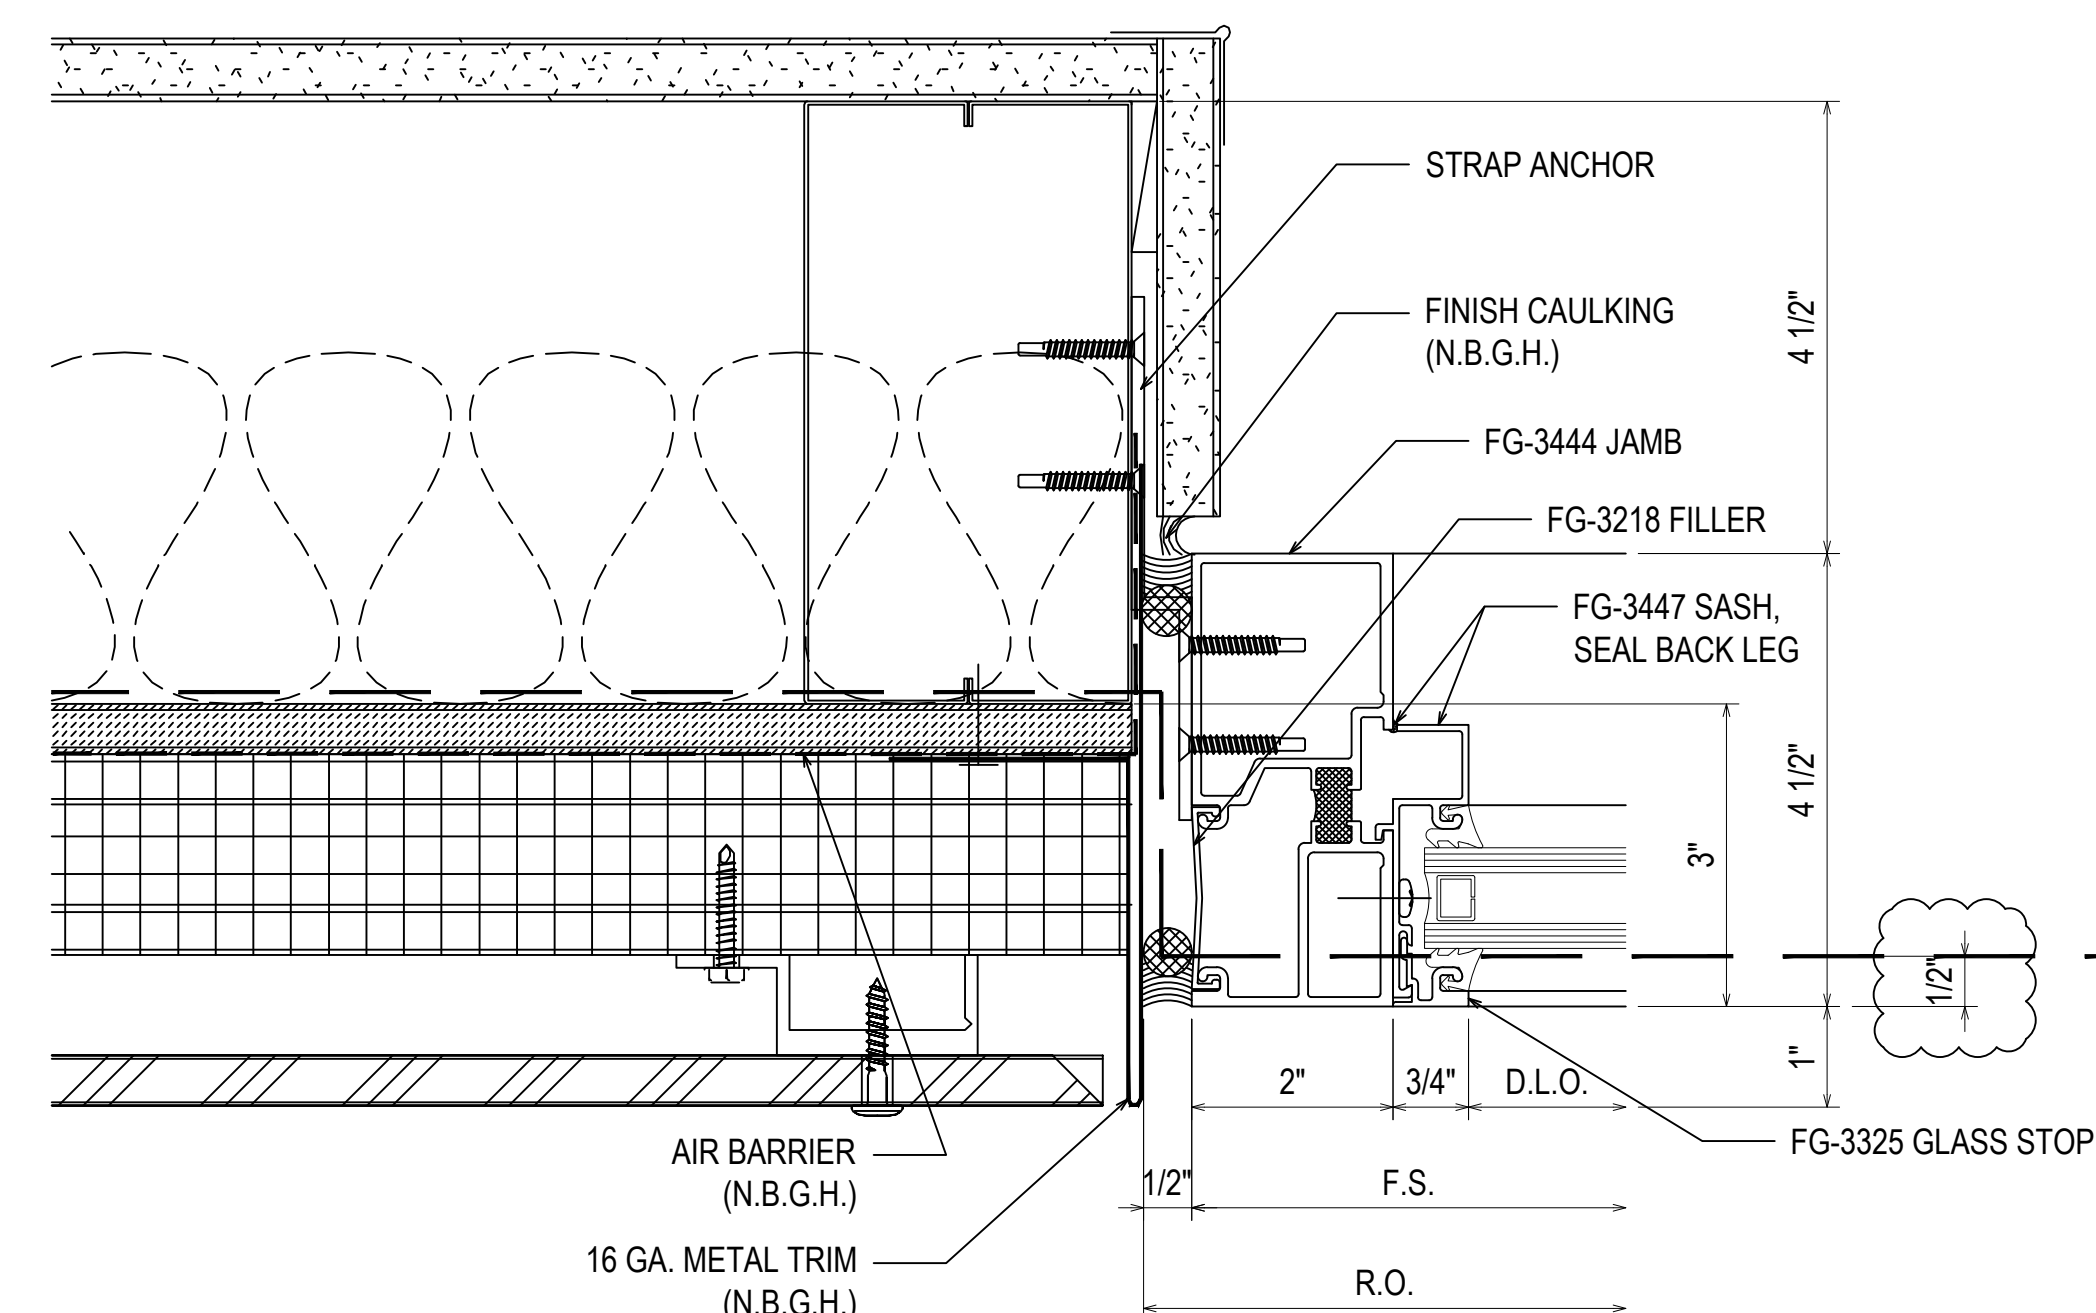 STRAP ANCHOR
FINISH CAULKING
(N.B.G.H.)
4 1/2"
FG-3444 JAMB
FG-3218 FILLER
FG-3447 SASH,
SEAL BACK LEG
4 1/2"
3"
1/2"
1"
2"
3/4"
D.L.O.
FG-3325 GLASS STOP
AIR BARRIER
(N.B.G.H.)
1/2"
F.S.
16 GA. METAL TRIM
(N.B.G.H.)
R.O.